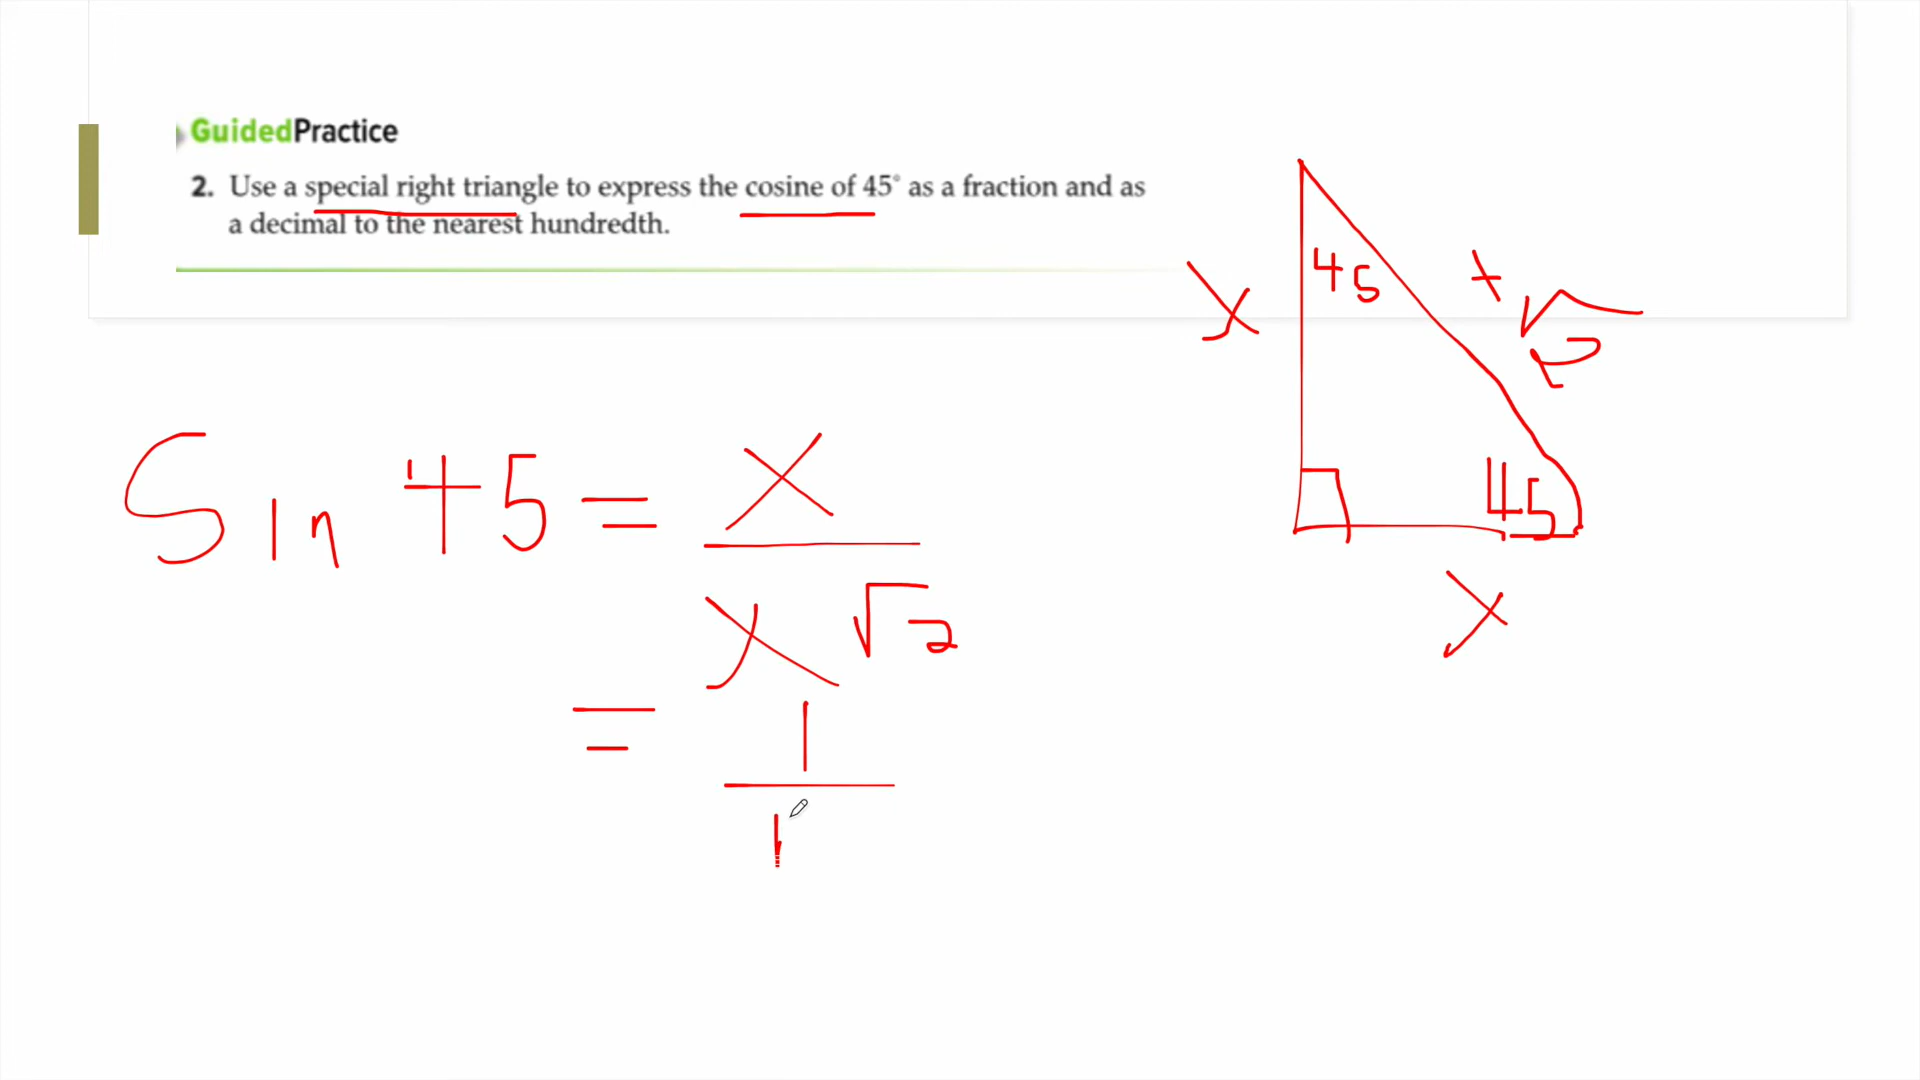 GuidedPractice
2. Use a special right triangle to express the cosine of 45° as a fraction and as
a decimal to the nearest hundredth.
45
x
x
45
x
Sin 45 = x
x √2
= 1